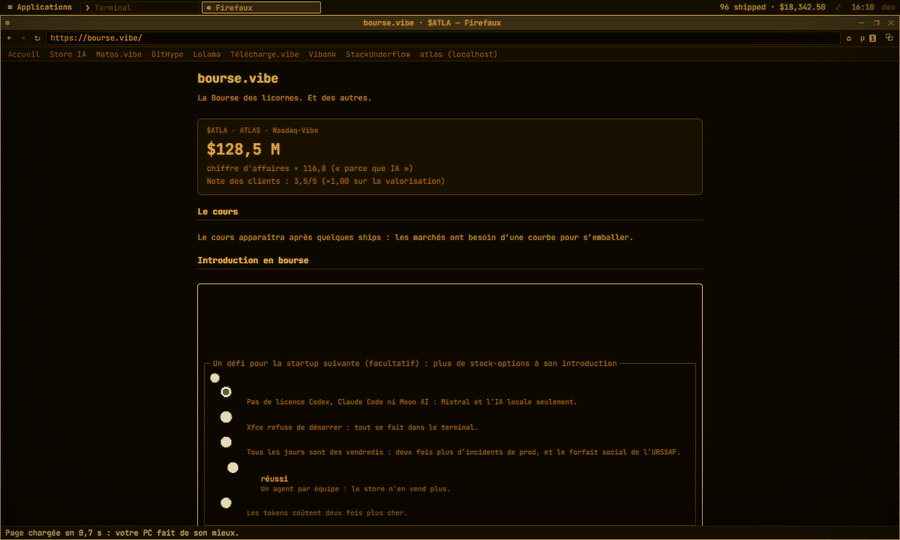 Applications
Terminal
Firefaux
96 shipped · $18,342.50
16:10
dev
bourse.vibe · $ATLA — Firefaux
https://bourse.vibe/
µ 1
Accueil Store IA Matos.vibe GitHype Lolama Télécharge.vibe Vibank StackUnderflow atlas (localhost)
bourse.vibe
La Bourse des licornes. Et des autres.
$ATLA · ATLAS · Nasdaq-Vibe
$128,5 M
chiffre d’affaires × 116,8 (« parce que IA »)
Note des clients : 3,5/5 (×1,00 sur la valorisation)
Le cours
Le cours apparaîtra après quelques ships : les marchés ont besoin d’une courbe pour s’emballer.
Introduction en bourse
Un défi pour la startup suivante (facultatif) : plus de stock-options à son introduction
Pas de licence Codex, Claude Code ni Moon AI : Mistral et l’IA locale seulement.
Xfce refuse de démarrer : tout se fait dans le terminal.
Tous les jours sont des vendredis : deux fois plus d’incidents de prod, et le forfait social de l’URSSAF.
réussi
Un agent par équipe : le store n’en vend plus.
Les tokens coûtent deux fois plus cher.
Page chargée en 0,7 s : votre PC fait de son mieux.